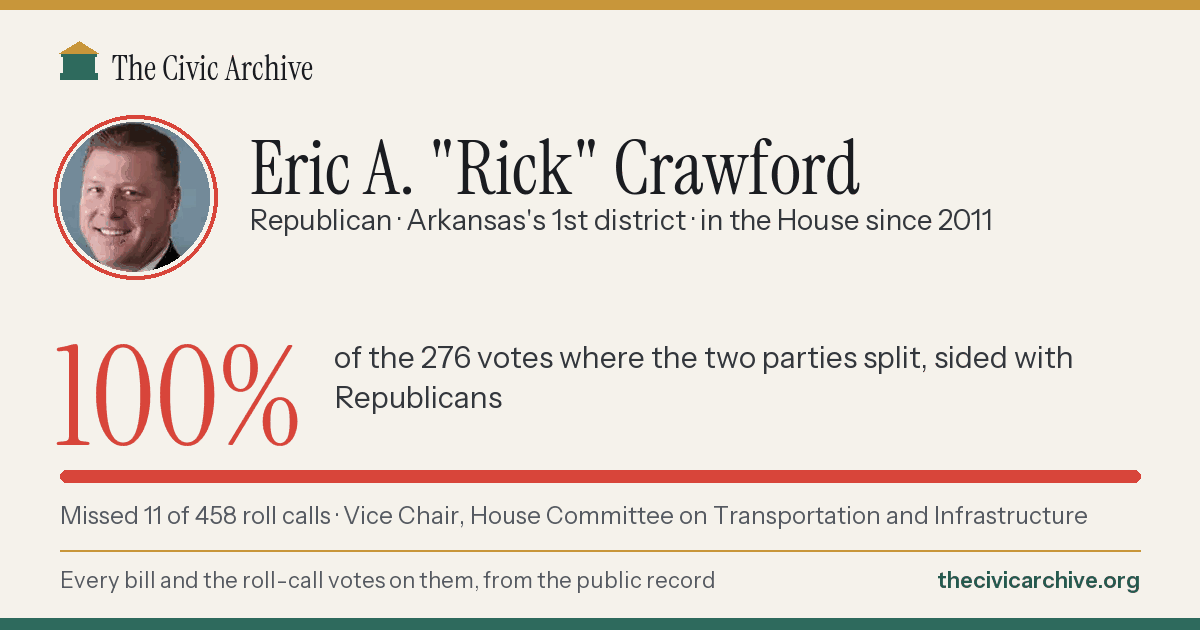 The Civic Archive
Eric A. "Rick" Crawford
Republican · Arkansas's 1st district · in the House since 2011
100%
of the 276 votes where the two parties split, sided with
Republicans
Missed 11 of 458 roll calls · Vice Chair, House Committee on Transportation and Infrastructure
Every bill and the roll-call votes on them, from the public record
thecivicarchive.org